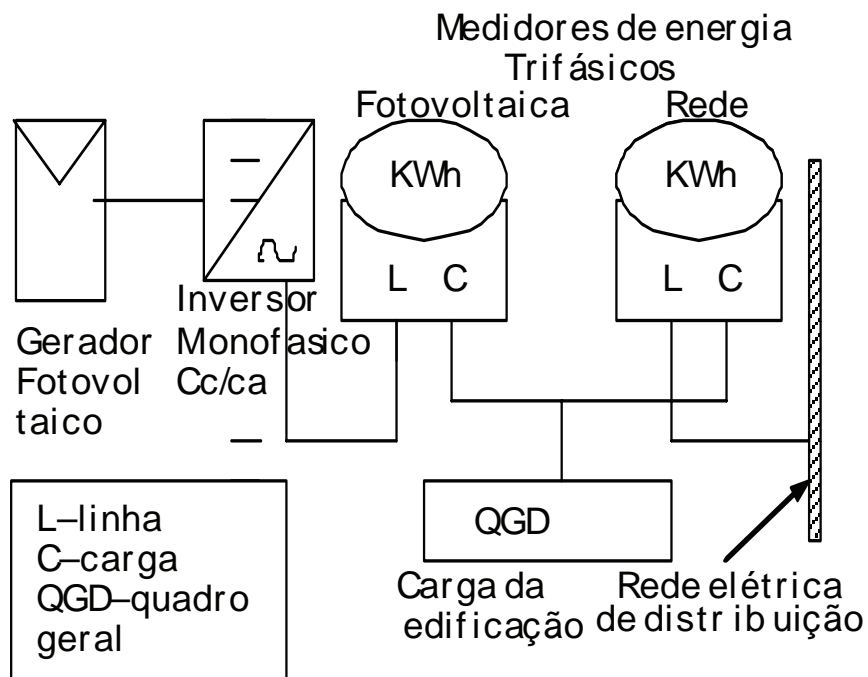 Medidores de energia
Trifásicos
Fotovoltaica
Rede
KWh
KWh
L C
L C
Inversor
Monofasico
Cc/ca
Gerador
Fotovol
taico
L–linha
C–carga
QGD–quadro
geral
QGD
Carga da
edificação
Rede elétrica
de distribuição